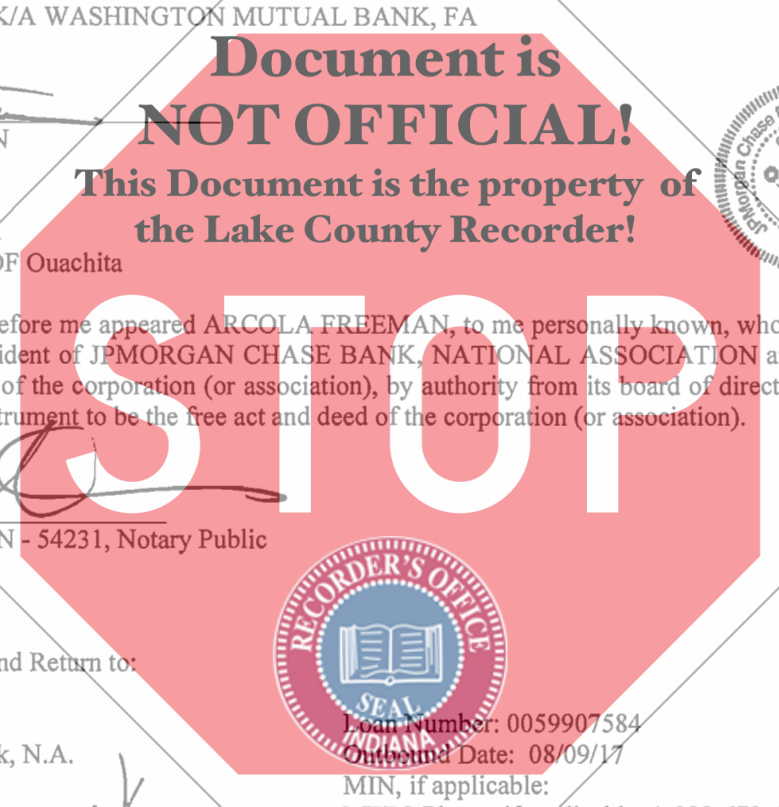 K/A WASHINGTON MUTUAL BANK, FA
Document is
NOT OFFICIAL!
N
This Document is the property of
the Lake County Recorder!
JPMorgan Chase
OF Ouachita
STOP
efore me appeared ARCOLA FREEMAN, to me personally known, who
ident of JPMORGAN CHASE BANK, NATIONAL ASSOCIATION a
of the corporation (or association), by authority from its board of direct
trument to be the free act and deed of the corporation (or association).
N - 54231, Notary Public
RECORDER'S OFFICE
SEAL
INDIANA
nd Return to:
Loan Number: 0059907584
k, N.A.
Outbound Date: 08/09/17
MIN, if applicable: